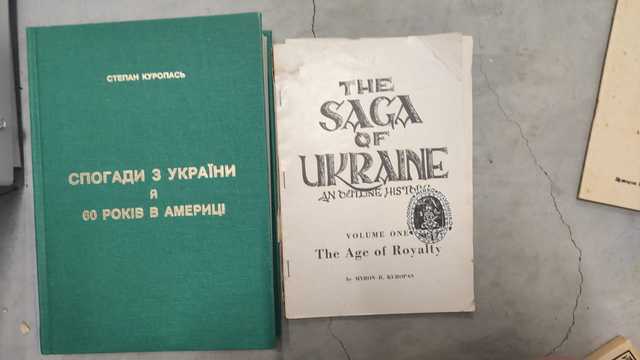 СТЕПАН КУРОПАСЬ
СПОГАДИ З УКРАЇНИ
Я
60 РОКІВ В АМЕРИЦІ
THE
SAGA
OF
UKRAINE
AN OUTLINE HISTORY
VOLUME ONE
The Age of Royalty
by MYRON B. KUROPAS